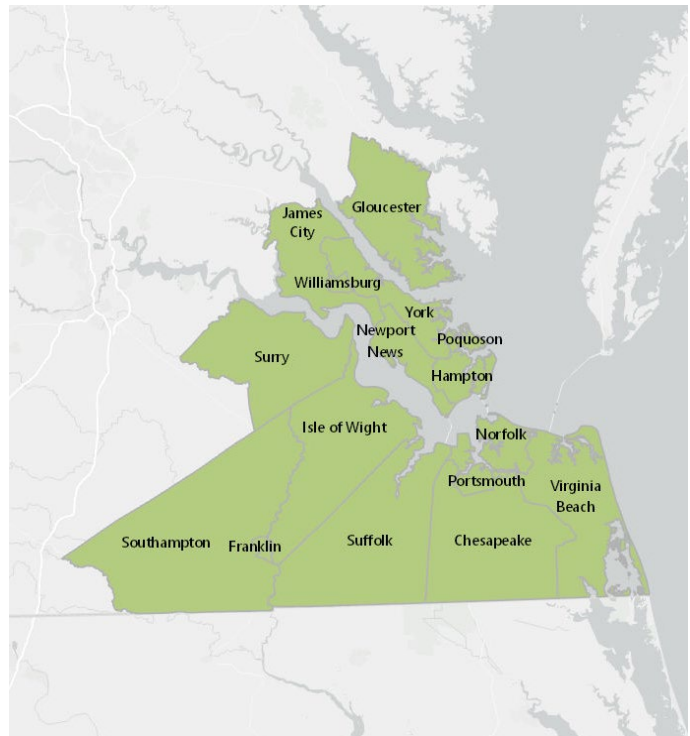 Gloucester
James
City
Williamsburg
York
Newport
News
Poquoson
Surry
Hampton
Isle of Wight
Norfolk
Portsmouth
Virginia
Beach
Southampton
Franklin
Suffolk
Chesapeake